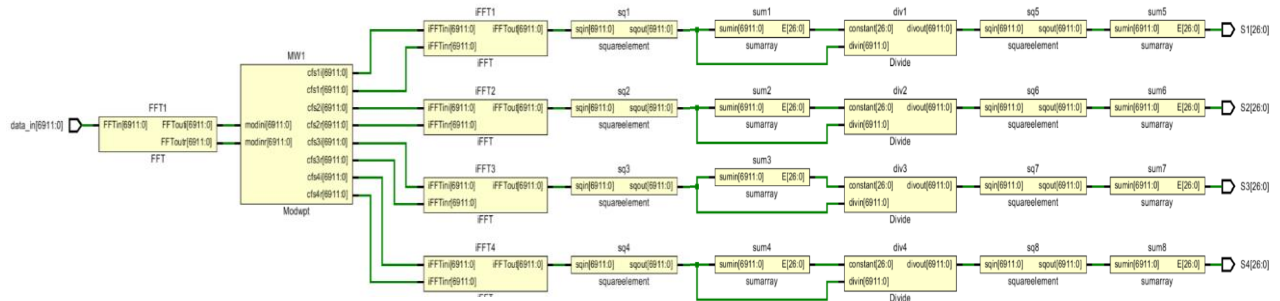 iFFT1 sq1 sum1 div1 sq5 sum5
iFFTini[6911:0] iFFTout[6911:0] sqin[6911:0] sqout[6911:0] sumin[6911:0] E[26:0] constant[26:0] divout[6911:0] sqin[6911:0] sqout[6911:0] sumin[6911:0] E[26:0] S1[26:0]
iFFTinr[6911:0] divin[6911:0]
iFFT squareelement sumarray Divide squareelement sumarray
MW1
cfs1i[6911:0]
cfs1r[6911:0]
cfs2i[6911:0]
cfs2r[6911:0]
cfs3i[6911:0]
cfs3r[6911:0]
cfs4i[6911:0]
cfs4r[6911:0]
modini[6911:0]
modinr[6911:0]
Modwpt
FFT1
data_in[6911:0] FFTin[6911:0] FFTouti[6911:0]
FFToutr[6911:0]
FFT
iFFT2 sq2 sum2 div2 sq6 sum6
iFFTini[6911:0] iFFTout[6911:0] sqin[6911:0] sqout[6911:0] sumin[6911:0] E[26:0] constant[26:0] divout[6911:0] sqin[6911:0] sqout[6911:0] sumin[6911:0] E[26:0] S2[26:0]
iFFTinr[6911:0] divin[6911:0]
iFFT squareelement sumarray Divide squareelement sumarray
iFFT3 sq3 sum3 div3 sq7 sum7
iFFTini[6911:0] iFFTout[6911:0] sqin[6911:0] sqout[6911:0] sumin[6911:0] E[26:0] constant[26:0] divout[6911:0] sqin[6911:0] sqout[6911:0] sumin[6911:0] E[26:0] S3[26:0]
iFFTinr[6911:0] divin[6911:0]
iFFT squareelement sumarray Divide squareelement sumarray
iFFT4 sq4 sum4 div4 sq8 sum8
iFFTini[6911:0] iFFTout[6911:0] sqin[6911:0] sqout[6911:0] sumin[6911:0] E[26:0] constant[26:0] divout[6911:0] sqin[6911:0] sqout[6911:0] sumin[6911:0] E[26:0] S4[26:0]
iFFTinr[6911:0] divin[6911:0]
iFFT squareelement sumarray Divide squareelement sumarray